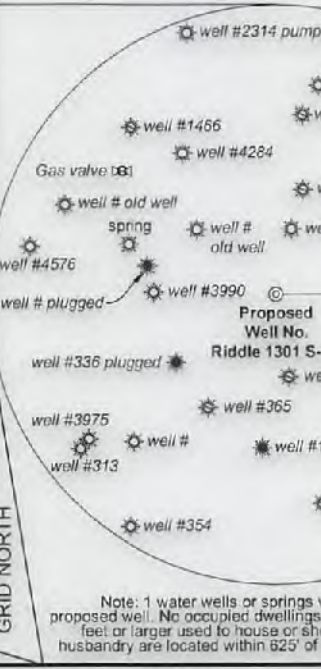 well #2314 pump
well #1466
well #4284
Gas valve
well # old well
spring
well #
old well
well #4576
well # plugged
well #3990
Proposed
Well No.
Riddle 1301 S-
well #336 plugged
well #365
well #3975
well #
well #313
well #1
well #354
GRID NORTH
Note: 1 water wells or springs
proposed well. No occupied dwellings
feet or larger used to house or
husbandry are located within 625' of